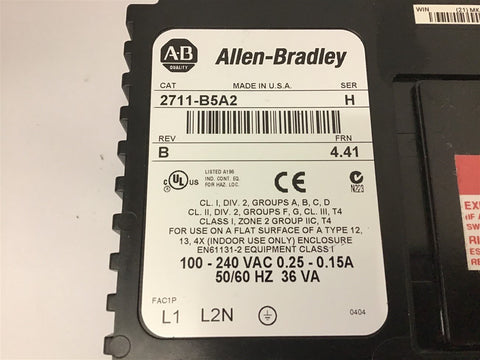 WIN (21) MK
A-B
QUALITY
Allen-Bradley
CAT MADE IN U.S.A. SER
2711-B5A2 H
REV FRN
B 4.41
C UL US LISTED A196
IND. CONT. EQ.
FOR HAZ. LOC.
CE
N223
CL. I, DIV. 2, GROUPS A, B, C, D
CL. II, DIV. 2, GROUPS F, G, CL. III, T4
CLASS I, ZONE 2 GROUP IIC, T4
FOR USE ON A FLAT SURFACE OF A TYPE 12,
13, 4X (INDOOR USE ONLY) ENCLOSURE
EN61131-2 EQUIPMENT CLASS I
100 - 240 VAC 0.25 - 0.15A
50/60 HZ 36 VA
FAC1P
L1 L2N 0404